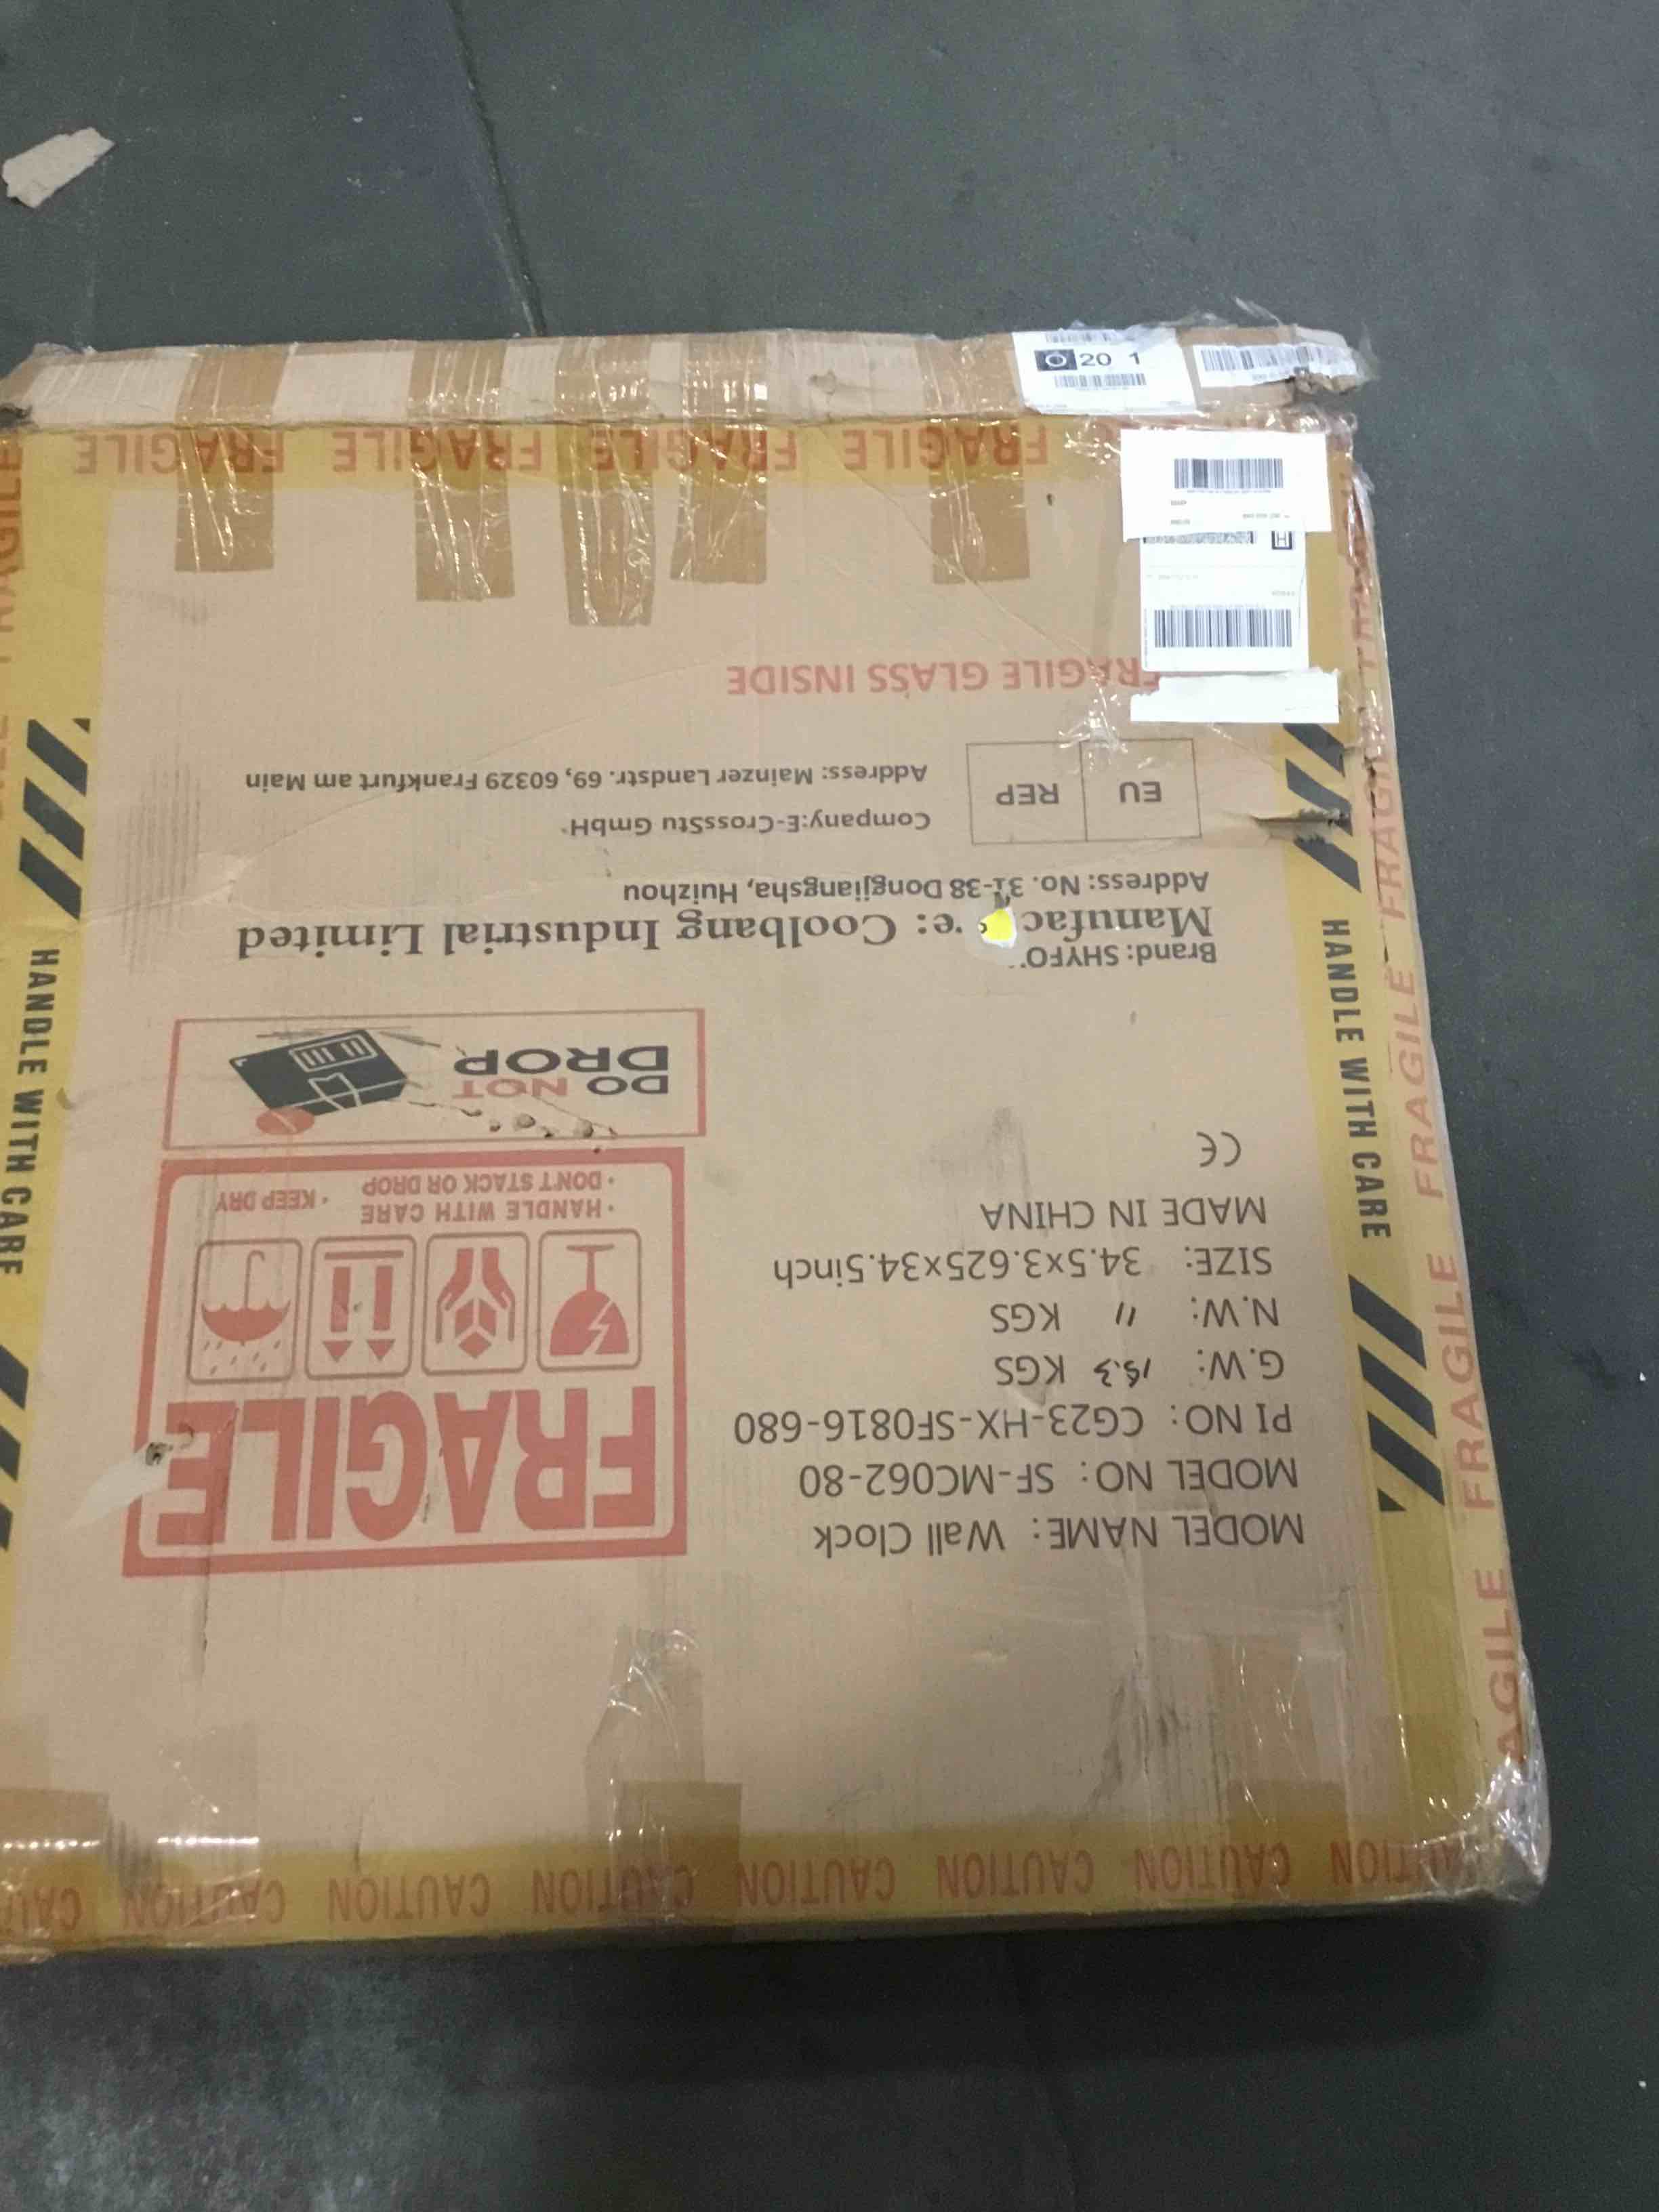 MODEL NAME: Wall Clock
MODEL NO: SF-MC062-80
PI NO: CG23-HX-SF0816-680
G.W: 15.3 KGS
N.W: 11 KGS
SIZE: 34.5x3.625x34.5inch
MADE IN CHINA
CE
FRAGILE
• HANDLE WITH CARE
• DON'T STACK OR DROP
• KEEP DRY
DO NOT
DROP
Brand:
Coolbang Industrial Limited
Address: No. 31-38 Dongjiangsha, Huizhou
EU REP
Company:E-CrossStu GmbH
Address: Mainzer Landstr. 69, 60329 Frankfurt am Main
FRAGILE GLASS INSIDE
FRAGILE FRAGILE FRAGILE FRAGILE
HANDLE WITH CARE
HANDLE WITH CARE
FRAGILE FRAGILE FRAGILE FRAGILE
CAUTION CAUTION CAUTION CAUTION CAUTION CAUTION
20 1